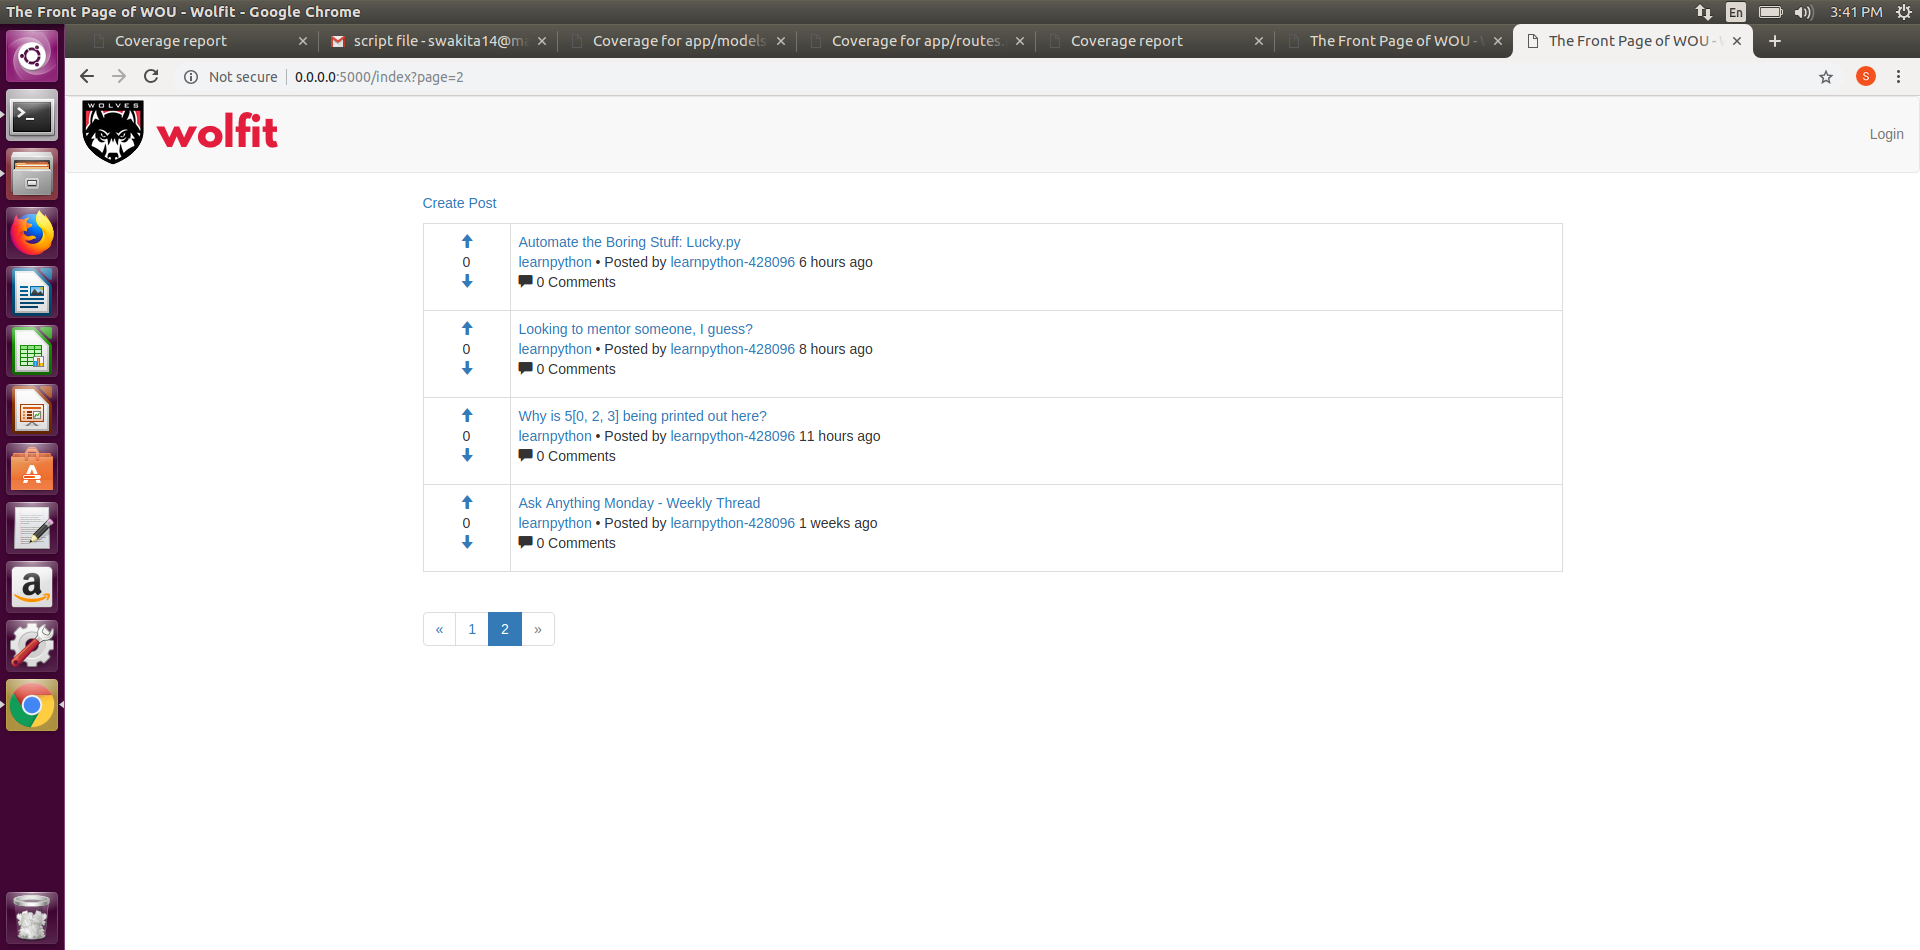 The Front Page of WOU - Wolfit - Google Chrome
En
3:41 PM
Coverage report
script file - swakita14@m
Coverage for app/models
Coverage for app/routes.
Coverage report
The Front Page of WOU -
The Front Page of WOU -
Not secure
0.0.0.0:5000/index?page=2
S
WOLVES
wolfit
Login
Create Post
0
Automate the Boring Stuff: Lucky.py
learnpython • Posted by learnpython-428096 6 hours ago
0 Comments
0
Looking to mentor someone, I guess?
learnpython • Posted by learnpython-428096 8 hours ago
0 Comments
0
Why is 5[0, 2, 3] being printed out here?
learnpython • Posted by learnpython-428096 11 hours ago
0 Comments
0
Ask Anything Monday - Weekly Thread
learnpython • Posted by learnpython-428096 1 weeks ago
0 Comments
« 1 2 »